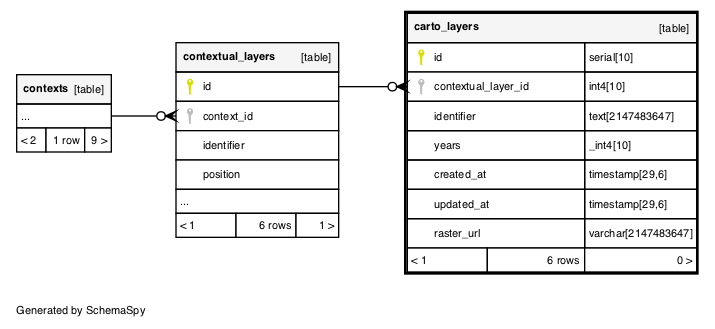 contexts [table]
...
< 2 1 row 9 >
contextual_layers [table]
id
context_id
identifier
position
...
< 1 6 rows 1 >
carto_layers [table]
id serial[10]
contextual_layer_id int4[10]
identifier text[2147483647]
years _int4[10]
created_at timestamp[29,6]
updated_at timestamp[29,6]
raster_url varchar[2147483647]
< 1 6 rows 0 >
Generated by SchemaSpy